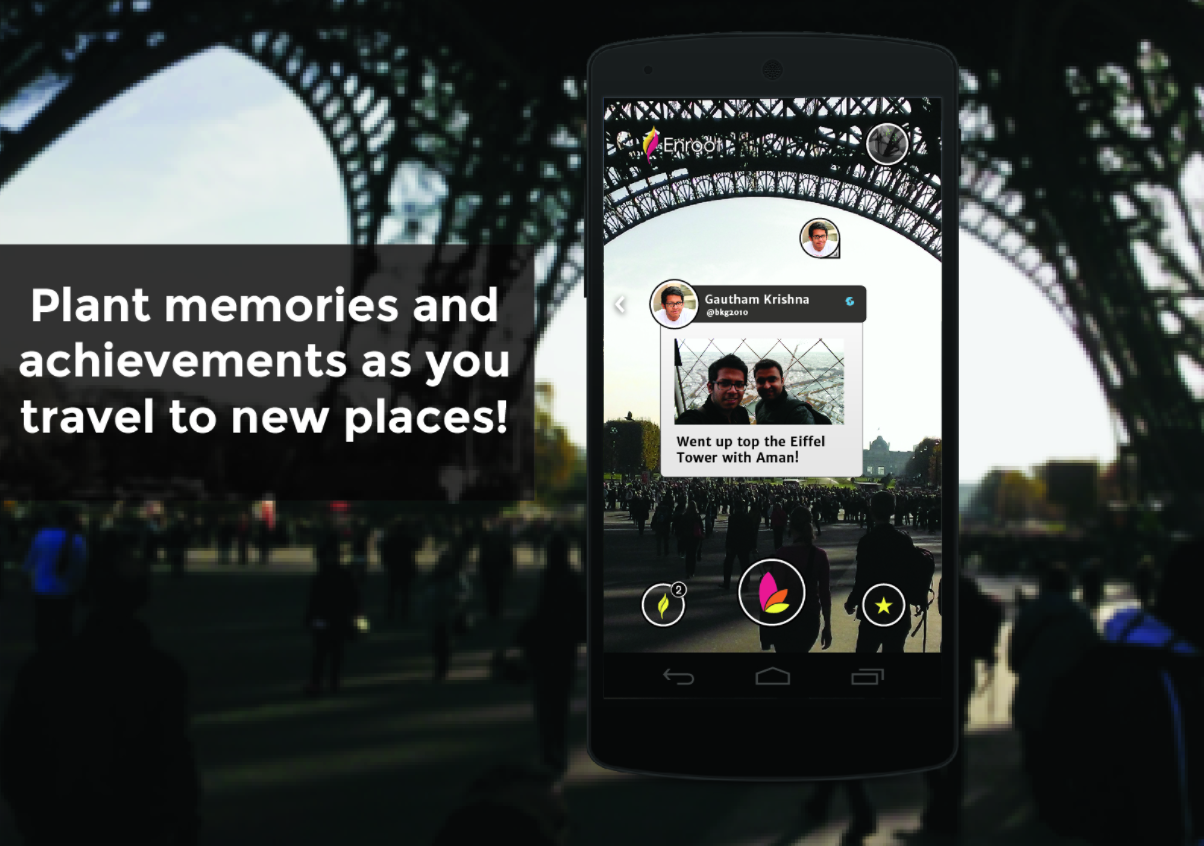 Plant memories and
achievements as you
travel to new places!
Enroot
Gautham Krishna
@bkg2010
Went up top the Eiffel
Tower with Aman!
2